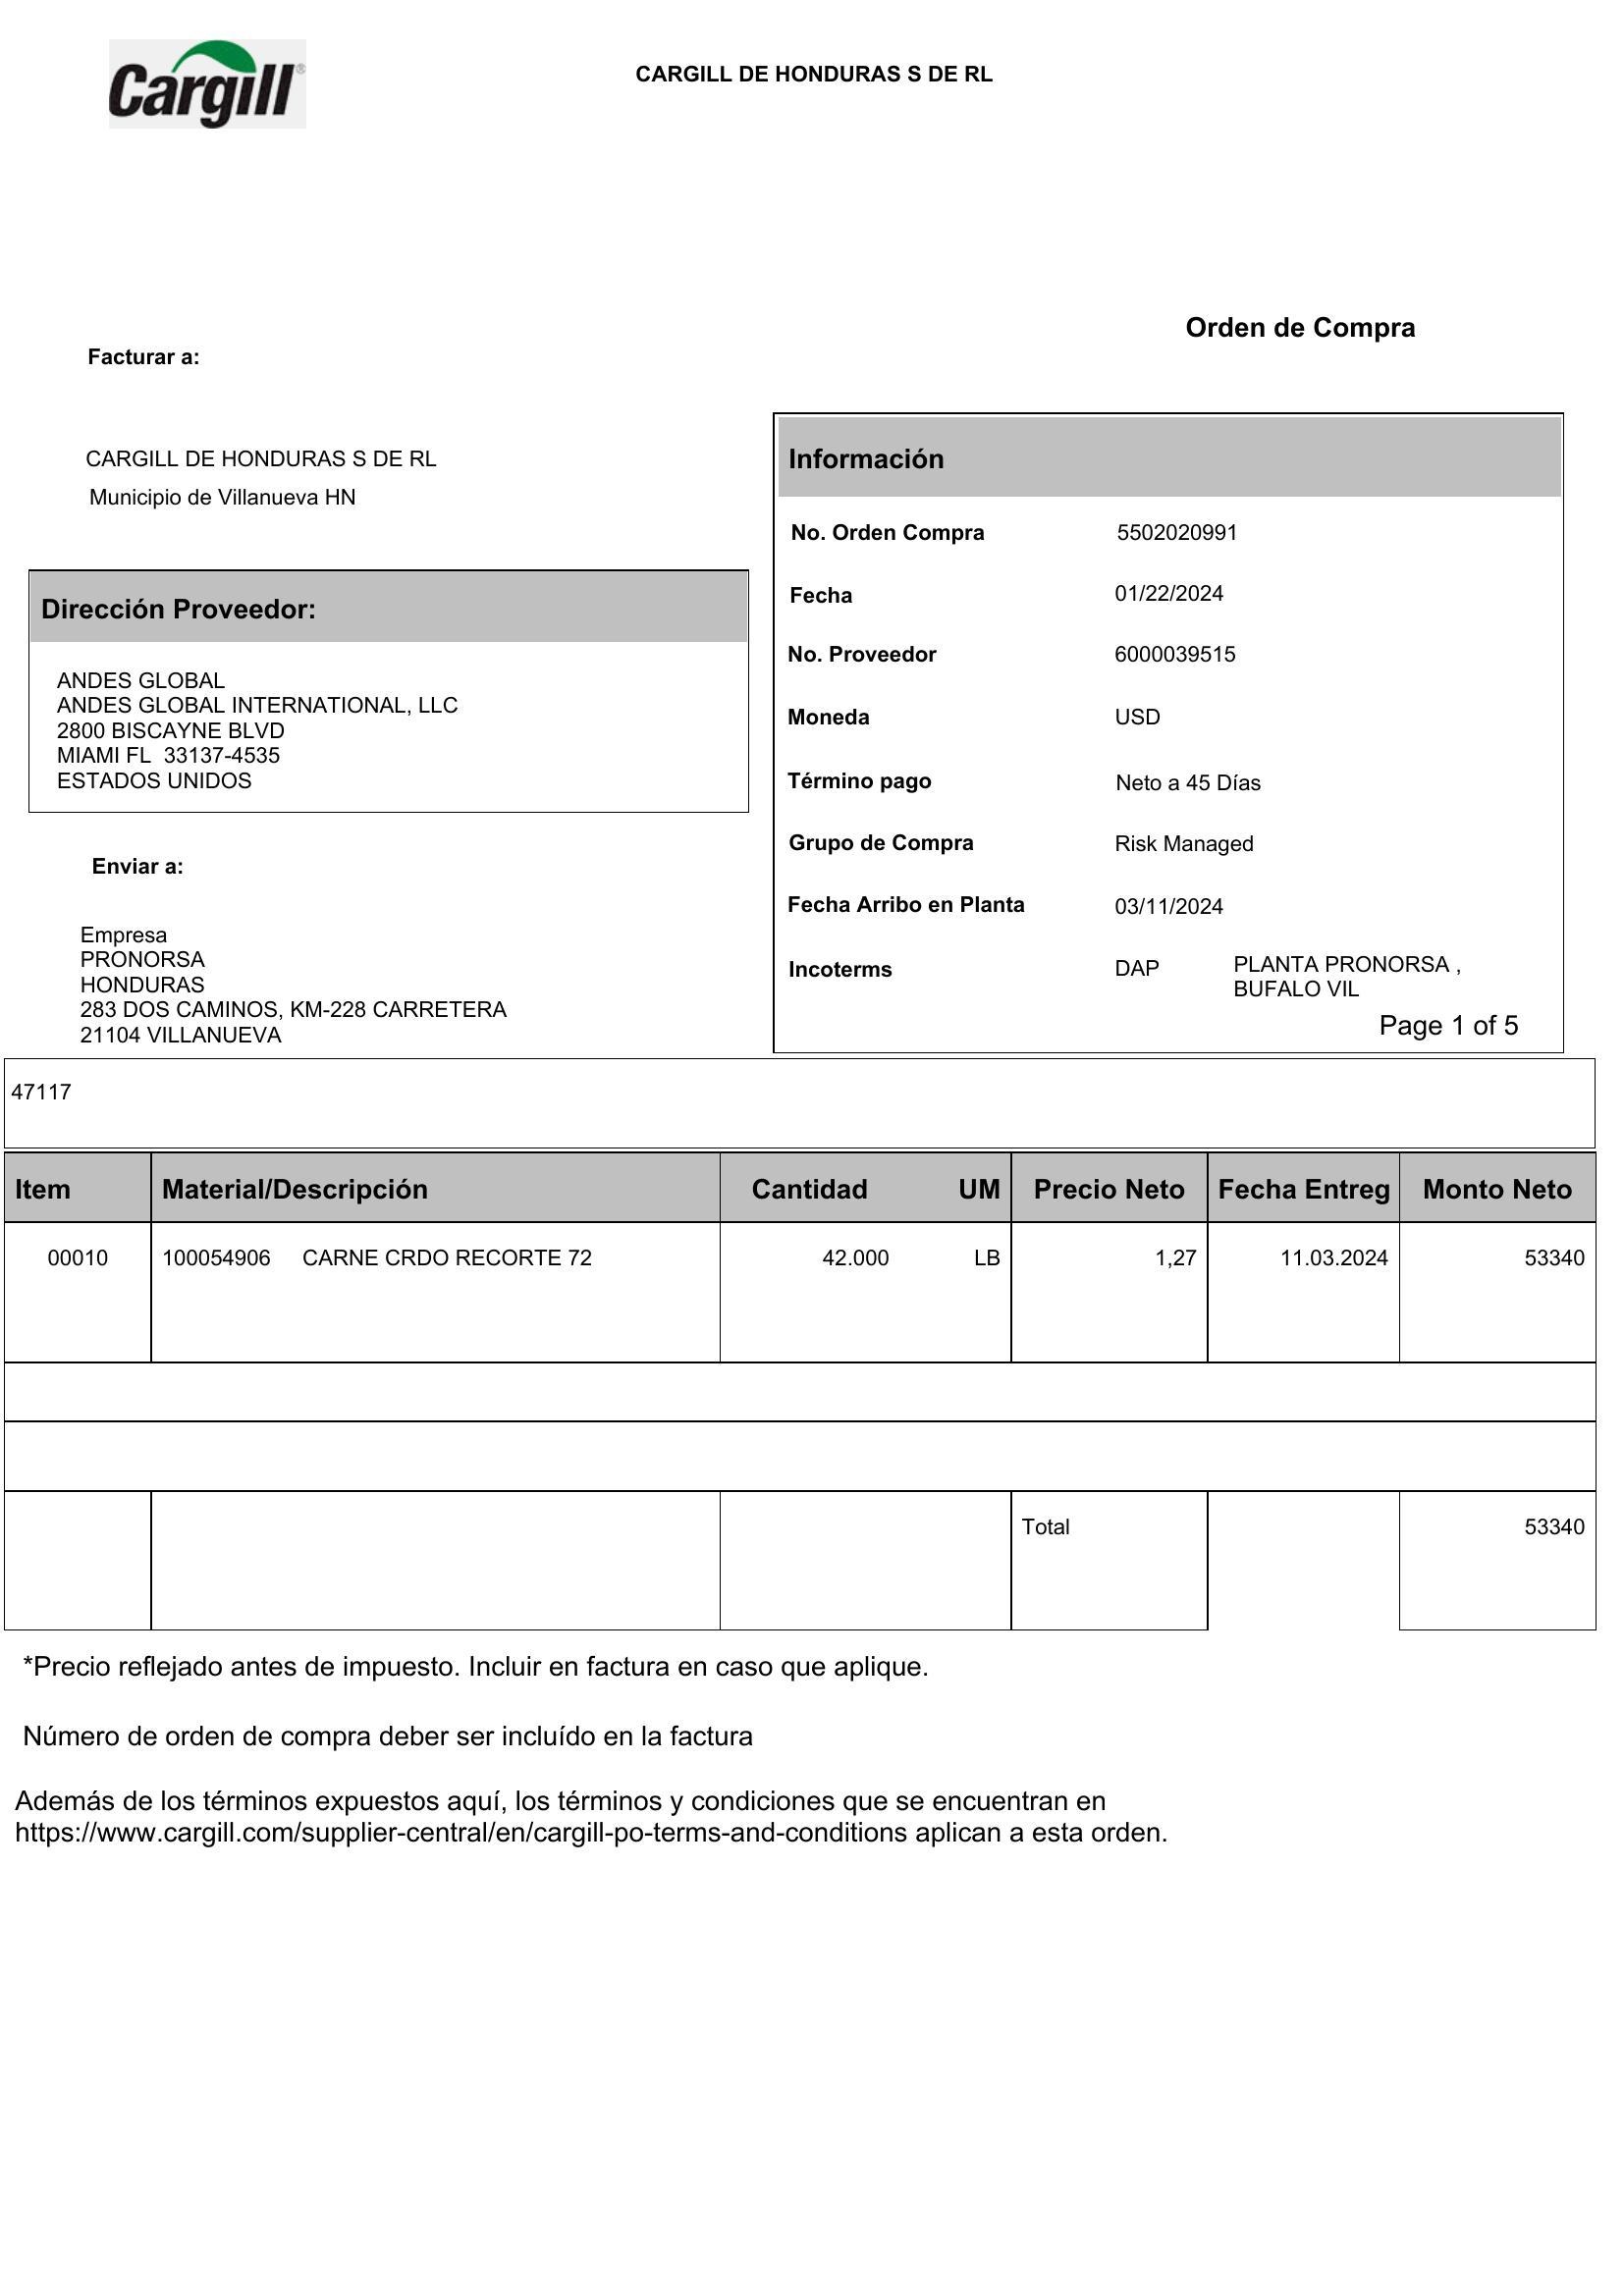 Cargill®
CARGILL DE HONDURAS S DE RL
Orden de Compra
Facturar a:
CARGILL DE HONDURAS S DE RL
Municipio de Villanueva HN
Dirección Proveedor:
ANDES GLOBAL
ANDES GLOBAL INTERNATIONAL, LLC
2800 BISCAYNE BLVD
MIAMI FL  33137-4535
ESTADOS UNIDOS
Enviar a:
Empresa
PRONORSA
HONDURAS
283 DOS CAMINOS, KM-228 CARRETERA
21104 VILLANUEVA
Información
No. Orden Compra 5502020991
Fecha 01/22/2024
No. Proveedor 6000039515
Moneda USD
Término pago Neto a 45 Días
Grupo de Compra Risk Managed
Fecha Arribo en Planta 03/11/2024
Incoterms DAP PLANTA PRONORSA ,
BUFALO VIL
Page 1 of 5
47117
Item Material/Descripción Cantidad UM Precio Neto Fecha Entreg Monto Neto
00010 100054906 CARNE CRDO RECORTE 72 42.000 LB 1,27 11.03.2024 53340
Total 53340
*Precio reflejado antes de impuesto. Incluir en factura en caso que aplique.
Número de orden de compra deber ser incluído en la factura
Además de los términos expuestos aquí, los términos y condiciones que se encuentran en
https://www.cargill.com/supplier-central/en/cargill-po-terms-and-conditions aplican a esta orden.